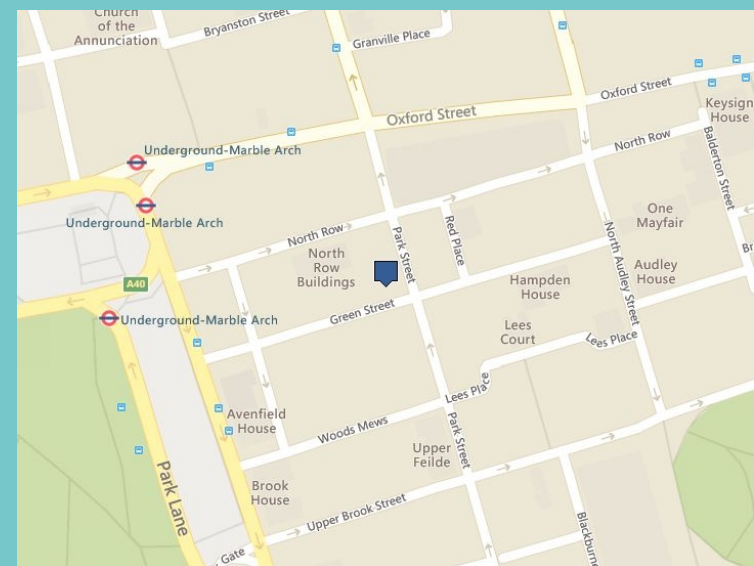 Church
of the
Annunciation
Bryanston Street
Granville Place
Oxford Street
Oxford Street
Keysign
House
Underground-Marble Arch
North Row
Balderton Street
Underground-Marble Arch
North Row
Red Place
One
Mayfair
Park Street
North
Row
Buildings
North Audley Street
Audley
House
A40
Hampden
House
Green Street
Underground-Marble Arch
Lees
Court
Lees Place
Lees Place
Avenfield
House
Woods Mews
Park Street
Upper
Feilde
Park Lane
Brook
House
Upper Brook Street
Gate